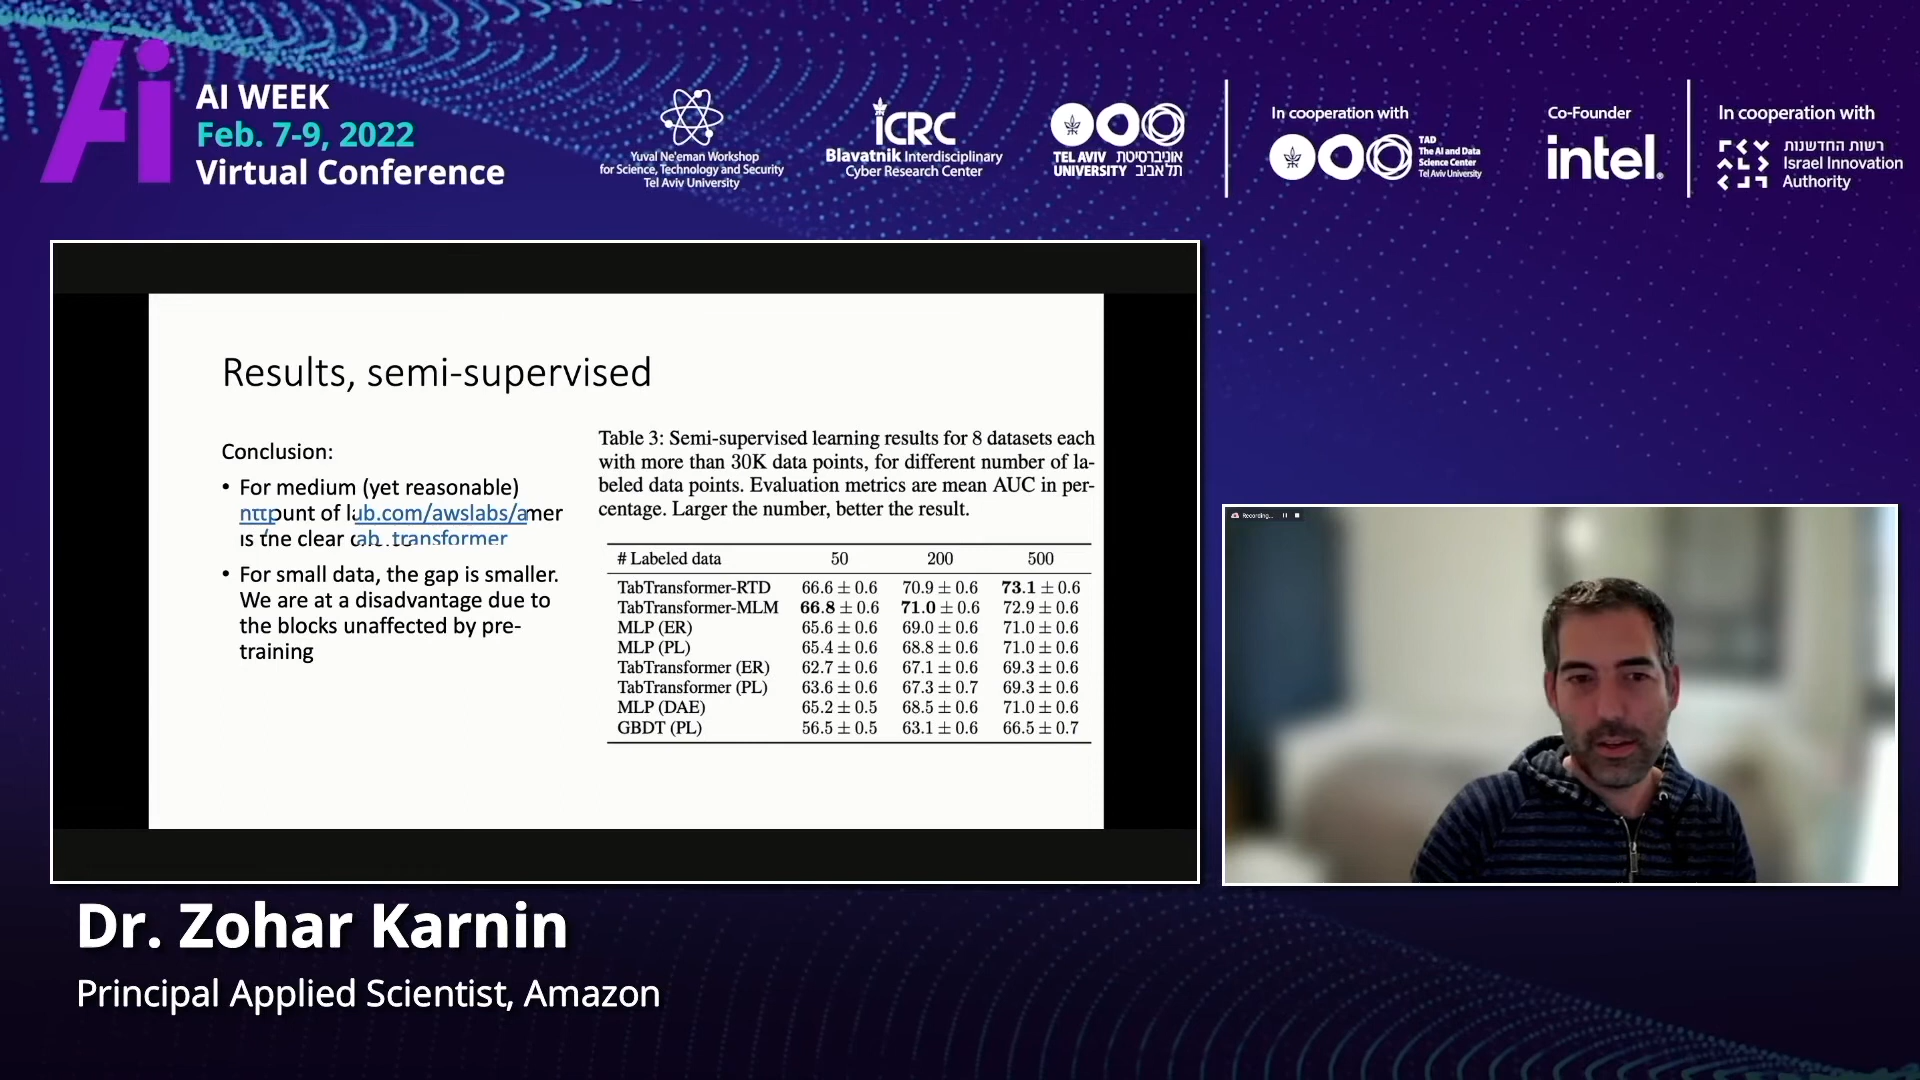 Ai
AI WEEK
Feb. 7-9, 2022
Virtual Conference
Yuval Ne'eman Workshop
for Science, Technology and Security
Tel Aviv University
iCRC
Blavatnik Interdisciplinary
Cyber Research Center
TEL AVIV אוניברסיטת
UNIVERSITY תל אביב
In cooperation with
TAD
The AI and Data
Science Center
Tel Aviv University
Co-Founder
intel.
In cooperation with
רשות החדשנות
Israel Innovation
Authority
Results, semi-supervised
Conclusion:
• For medium (yet reasonable)
ount of lub.com/awslabs/amer
is the clear ab_transformer
• For small data, the gap is smaller.
We are at a disadvantage due to
the blocks unaffected by pre-
training
Table 3: Semi-supervised learning results for 8 datasets each
with more than 30K data points, for different number of la-
beled data points. Evaluation metrics are mean AUC in per-
centage. Larger the number, better the result.
# Labeled data 50 200 500
TabTransformer-RTD 66.6 ± 0.6 70.9 ± 0.6 73.1 ± 0.6
TabTransformer-MLM 66.8 ± 0.6 71.0 ± 0.6 72.9 ± 0.6
MLP (ER) 65.6 ± 0.6 69.0 ± 0.6 71.0 ± 0.6
MLP (PL) 65.4 ± 0.6 68.8 ± 0.6 71.0 ± 0.6
TabTransformer (ER) 62.7 ± 0.6 67.1 ± 0.6 69.3 ± 0.6
TabTransformer (PL) 63.6 ± 0.6 67.3 ± 0.7 69.3 ± 0.6
MLP (DAE) 65.2 ± 0.5 68.5 ± 0.6 71.0 ± 0.6
GBDT (PL) 56.5 ± 0.5 63.1 ± 0.6 66.5 ± 0.7
Recording...
Dr. Zohar Karnin
Principal Applied Scientist, Amazon